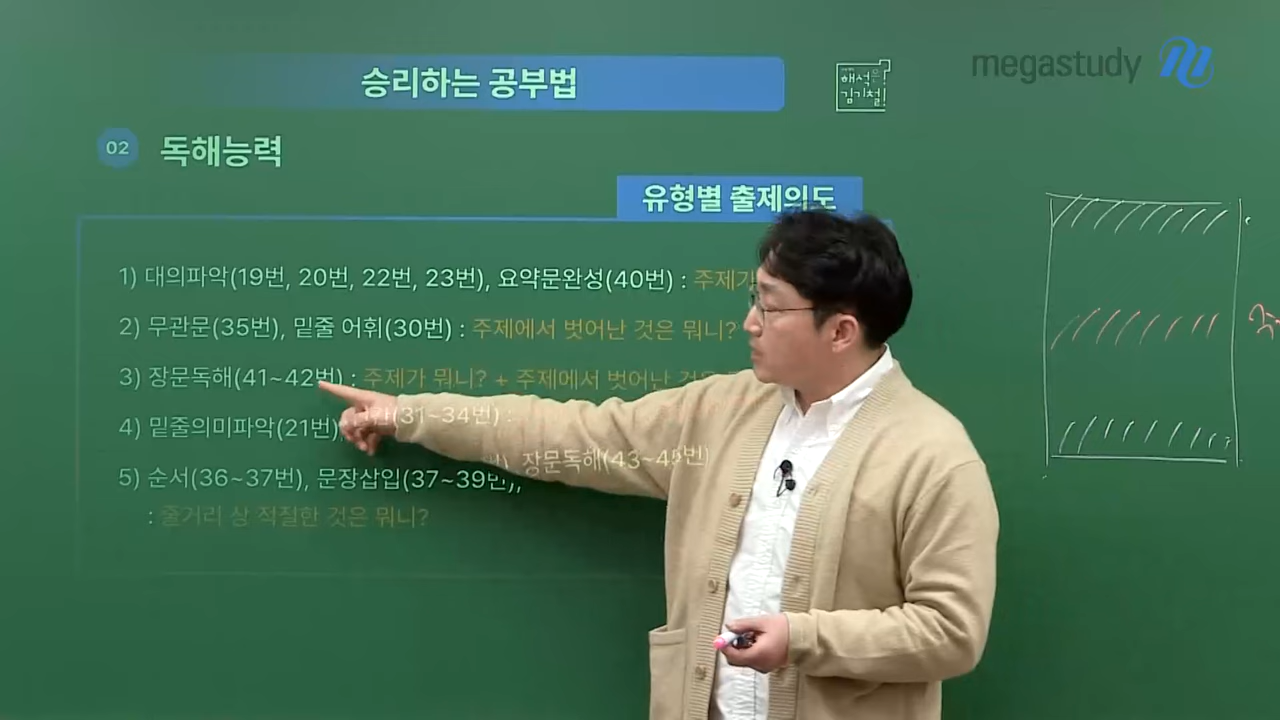 승리하는 공부법
해석은!
김기철!
megastudy
02 독해능력
유형별 출제의도
1) 대의파악(19번, 20번, 22번, 23번), 요약문완성(40번) : 주제가
2) 무관문(35번), 밑줄 어휘(30번) : 주제에서 벗어난 것은 뭐니?
3) 장문독해(41~42번) : 주제가 뭐니? + 주제에서 벗어난 것은
4) 밑줄의미파악(21번) (31~34번) :
5) 순서(36~37번), 문장삽입(37~39번), 장문독해(43~45번)
: 줄거리 상 적절한 것은 뭐니?